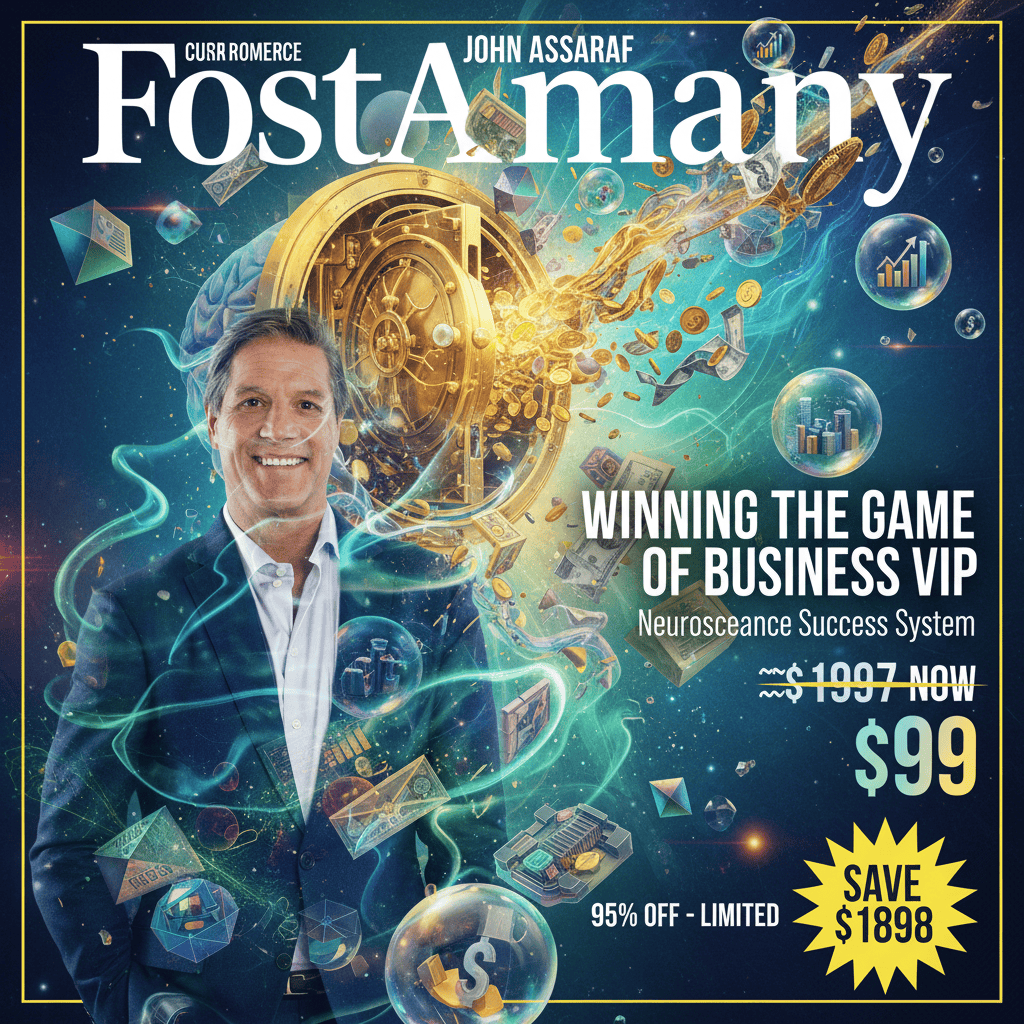 CURR ROMERCE
JOHN ASSARAF
FostAmany
WINNING THE GAME
OF BUSINESS VIP
Neurosceance Success System
$1997 NOW
$99
95% OFF - LIMITED
SAVE
$1898